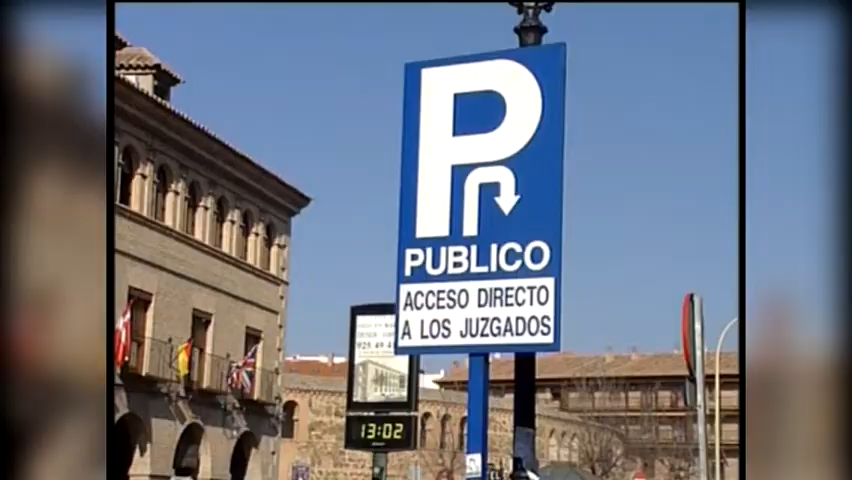 P
PUBLICO
ACCESO DIRECTO
A LOS JUZGADOS
13:02